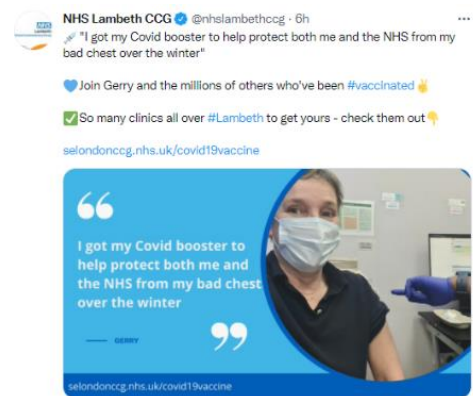 NHS Lambeth CCG @nhslambethccg · 6h
💉 "I got my Covid booster to help protect both me and the NHS from my
bad chest over the winter"
💙Join Gerry and the millions of others who've been #vaccinated ✌️
✅So many clinics all over #Lambeth to get yours - check them out👇
selondonccg.nhs.uk/covid19vaccine
“
I got my Covid booster to
help protect both me and
the NHS from my bad chest
over the winter
”
—— GERRY
selondonccg.nhs.uk/covid19vaccine